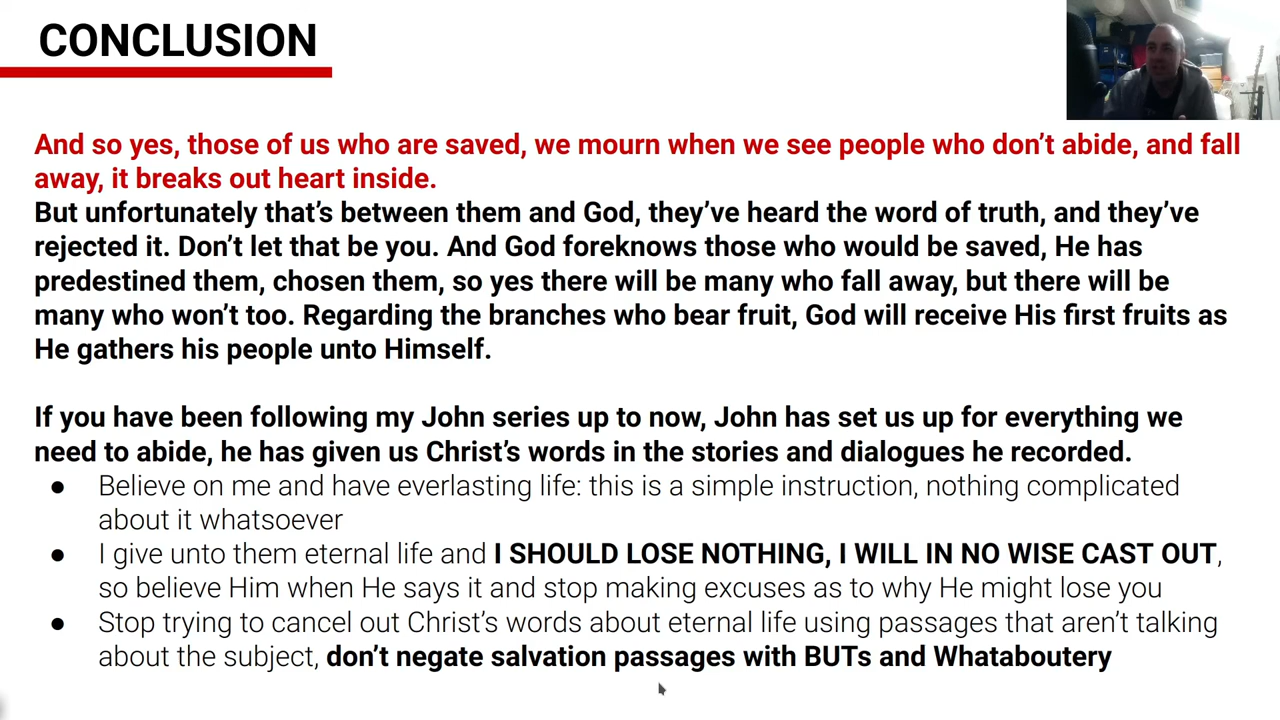 CONCLUSION
And so yes, those of us who are saved, we mourn when we see people who don't abide, and fall
away, it breaks out heart inside.
But unfortunately that's between them and God, they've heard the word of truth, and they've
rejected it. Don't let that be you. And God foreknows those who would be saved, He has
predestined them, chosen them, so yes there will be many who fall away, but there will be
many who won't too. Regarding the branches who bear fruit, God will receive His first fruits as
He gathers his people unto Himself.
If you have been following my John series up to now, John has set us up for everything we
need to abide, he has given us Christ's words in the stories and dialogues he recorded.
● Believe on me and have everlasting life: this is a simple instruction, nothing complicated
about it whatsoever
● I give unto them eternal life and I SHOULD LOSE NOTHING, I WILL IN NO WISE CAST OUT,
so believe Him when He says it and stop making excuses as to why He might lose you
● Stop trying to cancel out Christ's words about eternal life using passages that aren't talking
about the subject, don't negate salvation passages with BUTs and Whataboutery